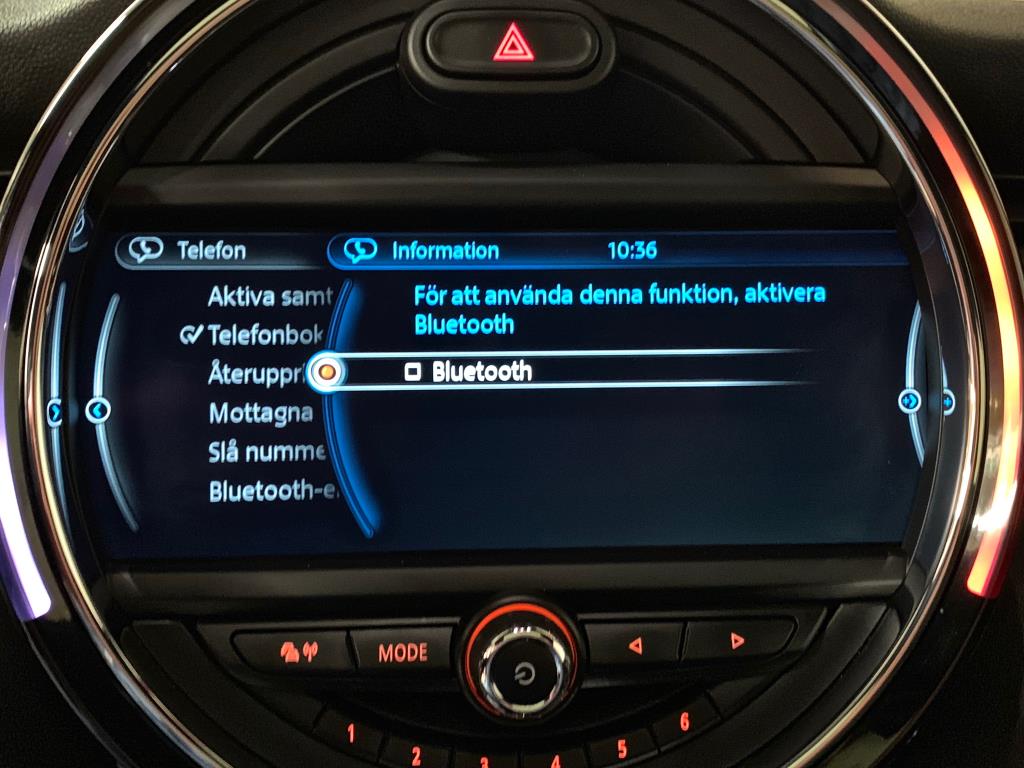 Telefon
Information
10:36
Aktiva samt
Telefonbok
Återuppr
Mottagna
Slå numme
Bluetooth-e
För att använda denna funktion, aktivera
Bluetooth
Bluetooth
MODE
1
2
3
4
5
6